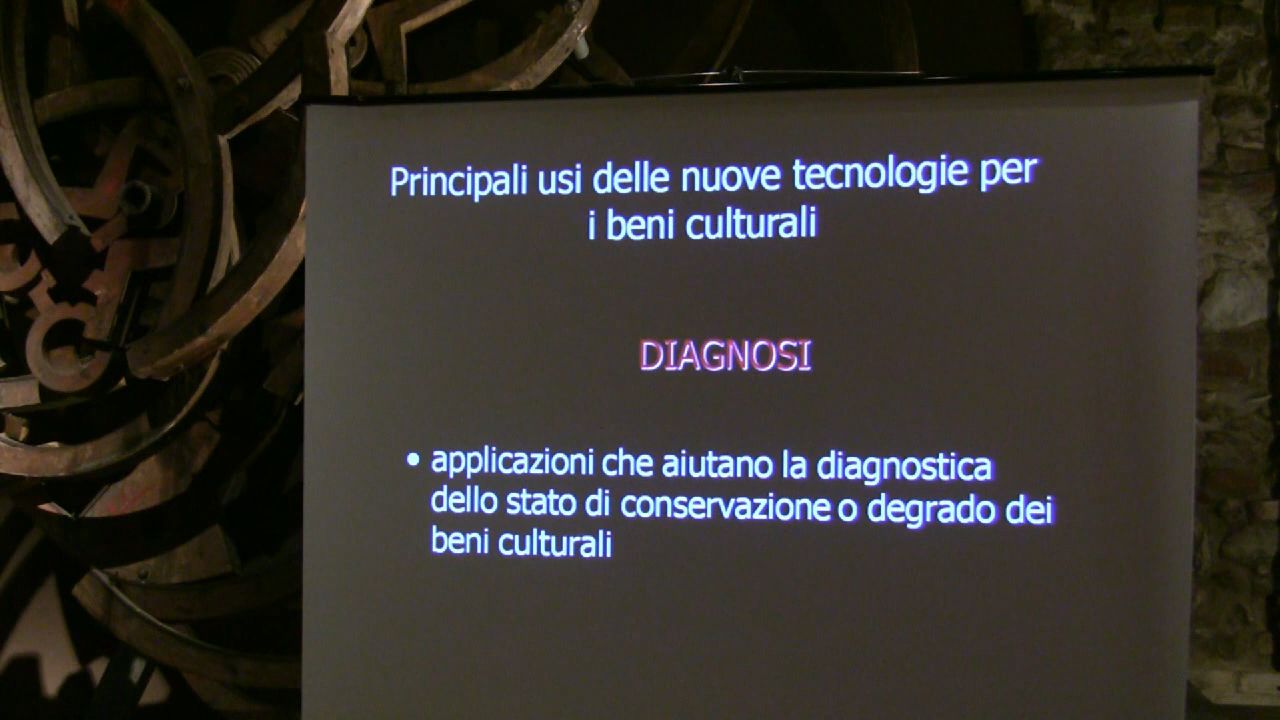 Principali usi delle nuove tecnologie per
i beni culturali
DIAGNOSI
• applicazioni che aiutano la diagnostica
dello stato di conservazione o degrado dei
beni culturali